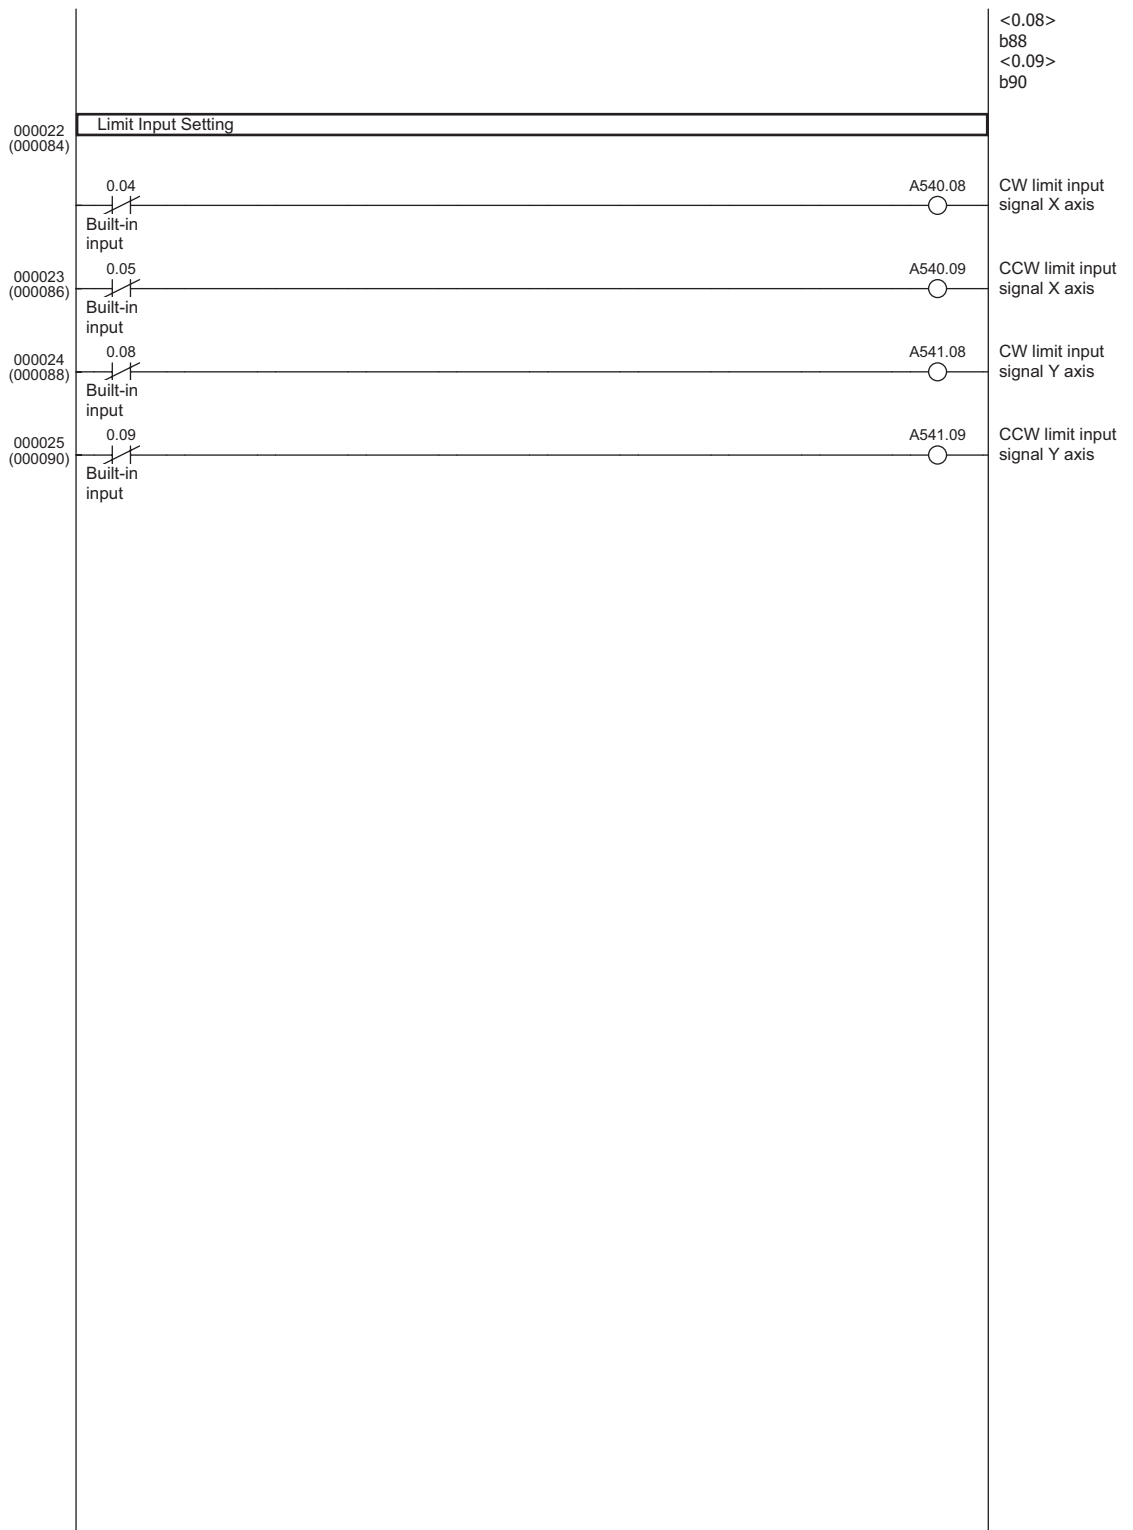 <0.08>
b88
<0.09>
b90
000022
(000084)
Limit Input Setting
0.04
Built-in
input
A540.08
CW limit input
signal X axis
000023
(000086)
0.05
Built-in
input
A540.09
CCW limit input
signal X axis
000024
(000088)
0.08
Built-in
input
A541.08
CW limit input
signal Y axis
000025
(000090)
0.09
Built-in
input
A541.09
CCW limit input
signal Y axis